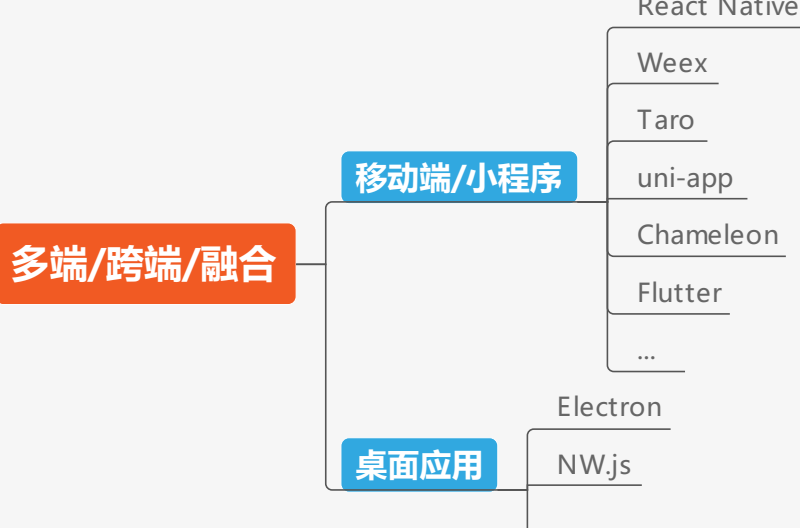 React Native
Weex
Taro
移动端/小程序
uni-app
Chameleon
多端/跨端/融合
Flutter
...
Electron
桌面应用
NW.js